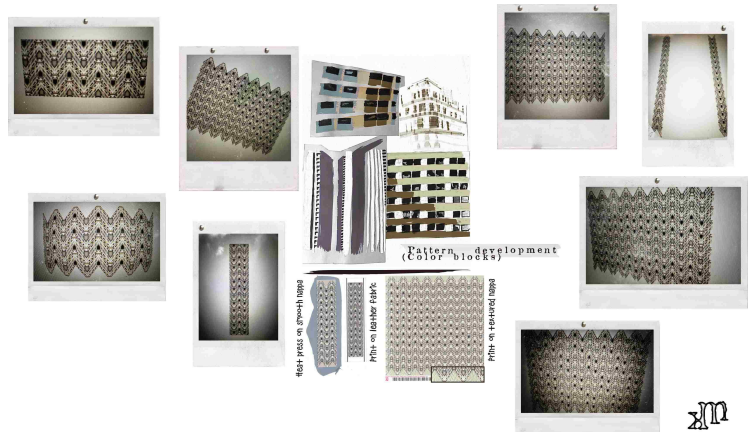 Pattern development
(Color blocks)
Heat press on smooth nappa
Print on leather fabric
Print on textured nappa